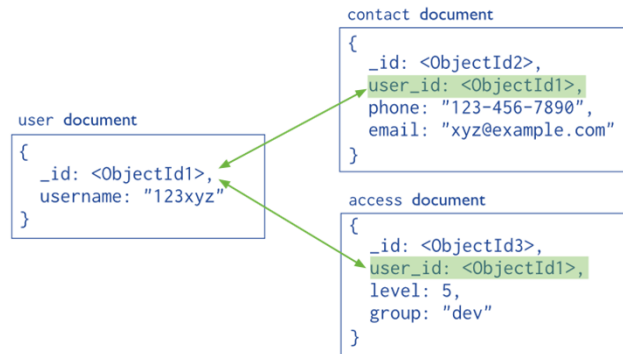 user document
{
_id: <ObjectId1>,
username: "123xyz"
}
contact document
{
_id: <ObjectId2>,
user_id: <ObjectId1>,
phone: "123-456-7890",
email: "xyz@example.com"
}
access document
{
_id: <ObjectId3>,
user_id: <ObjectId1>,
level: 5,
group: "dev"
}